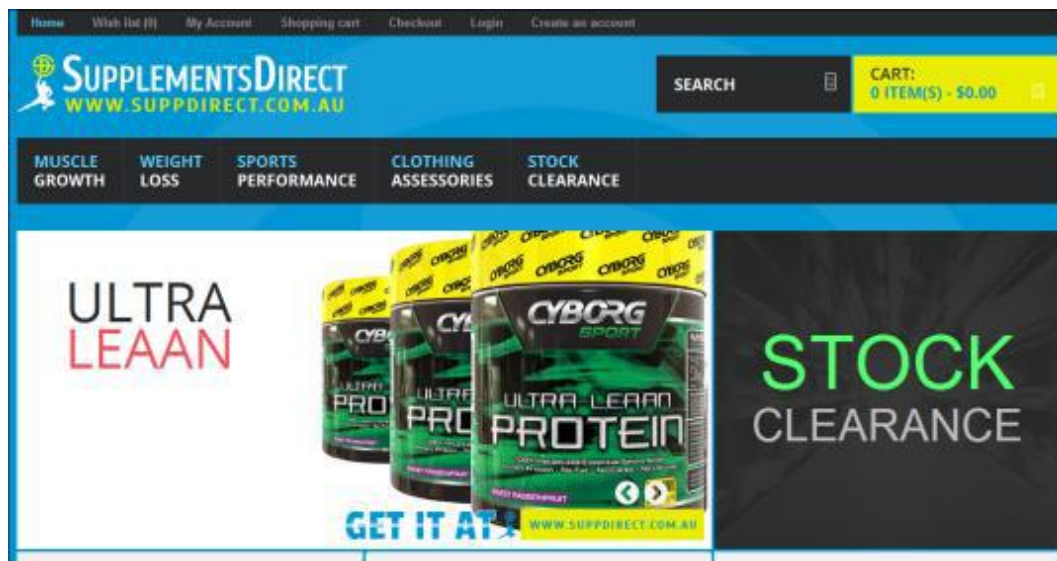 Home Wish list (0) My Account Shopping cart Checkout Login Create an account
SUPPLEMENTSDIRECT
WWW.SUPPDIRECT.COM.AU
SEARCH
CART:
0 ITEM(S) - $0.00
MUSCLE GROWTH
WEIGHT LOSS
SPORTS PERFORMANCE
CLOTHING ASSESSORIES
STOCK CLEARANCE
ULTRA
LEAAN
CYBORG
SPORT
ULTRA-LEAAN
PROTEIN
GET IT AT
WWW.SUPPDIRECT.COM.AU
STOCK
CLEARANCE